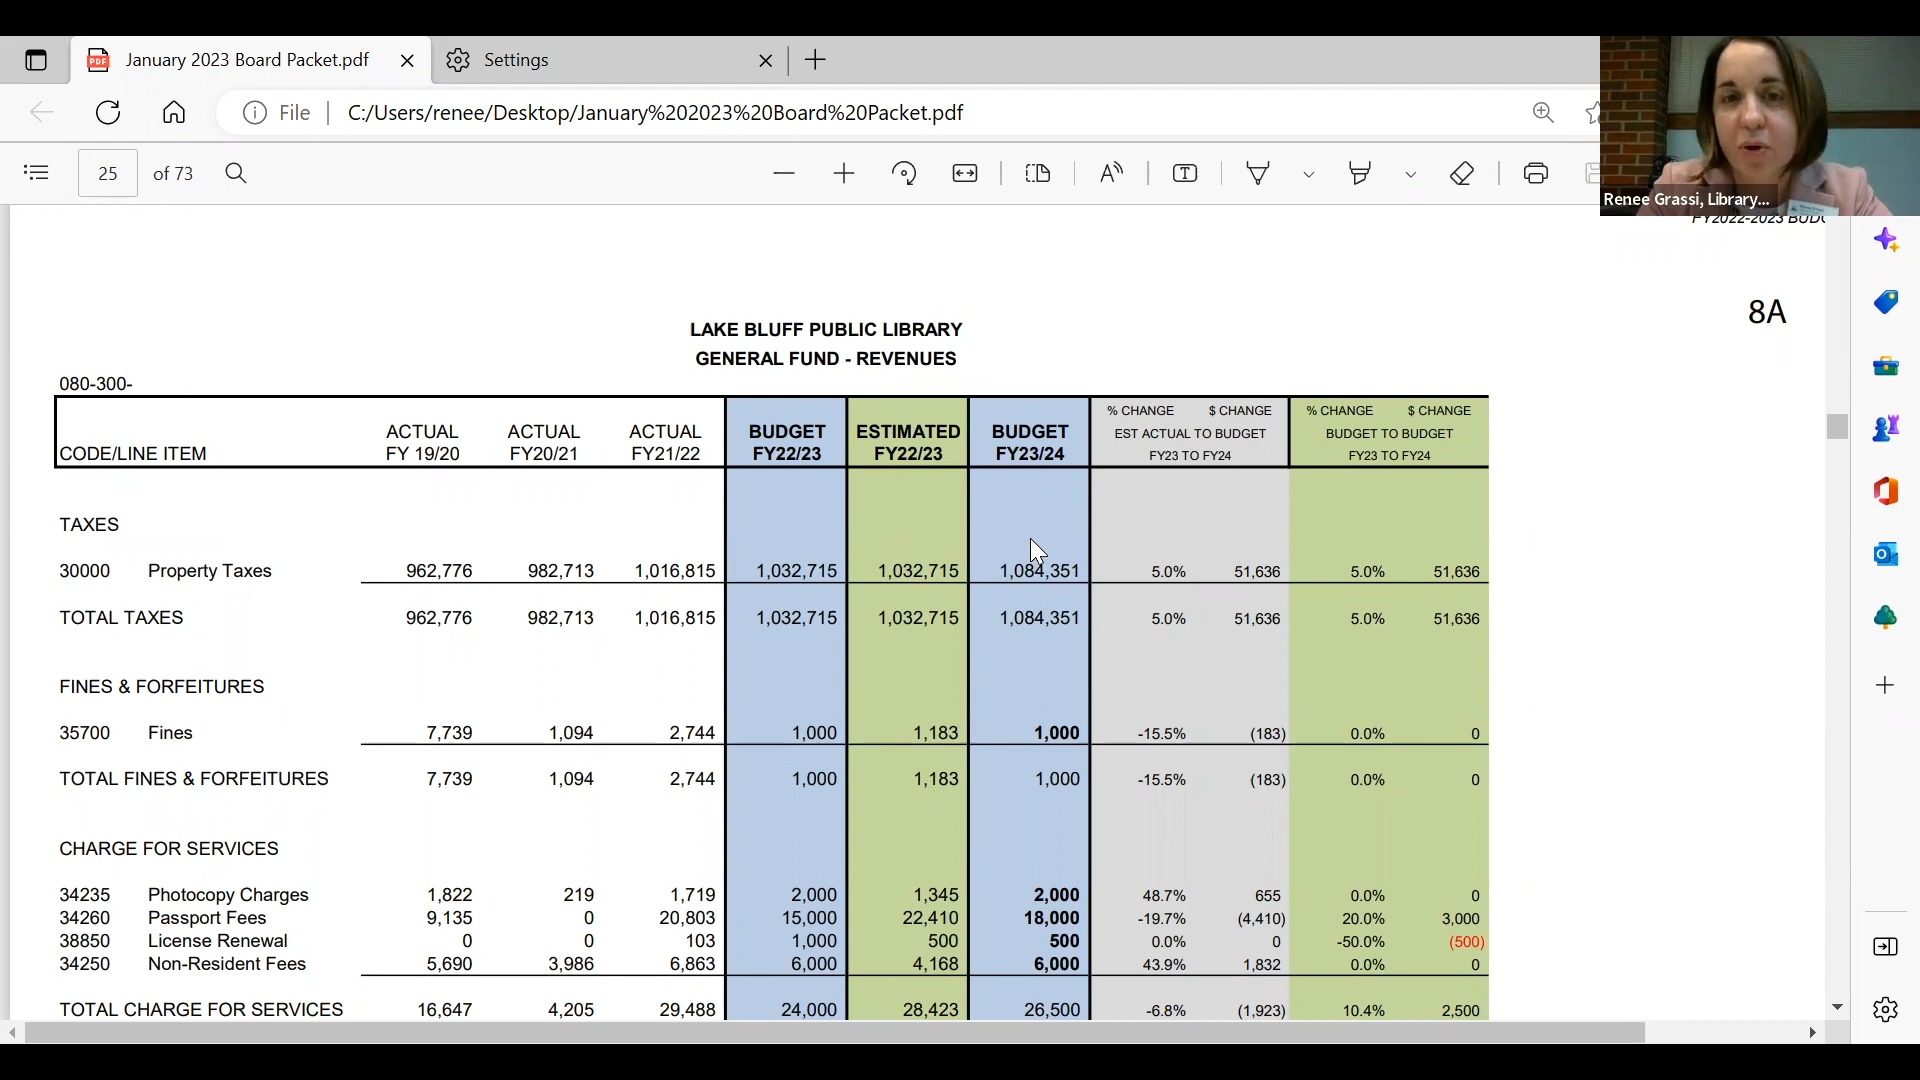 January 2023 Board Packet.pdf
Settings
File
C:/Users/renee/Desktop/January%202023%20Board%20Packet.pdf
25 of 73
Renee Grassi, Library...
8A
LAKE BLUFF PUBLIC LIBRARY
GENERAL FUND - REVENUES
080-300-
CODE/LINE ITEM ACTUAL FY 19/20 ACTUAL FY20/21 ACTUAL FY21/22 BUDGET FY22/23 ESTIMATED FY22/23 BUDGET FY23/24 % CHANGE $ CHANGE EST ACTUAL TO BUDGET FY23 TO FY24 % CHANGE $ CHANGE BUDGET TO BUDGET FY23 TO FY24
TAXES
30000 Property Taxes 962,776 982,713 1,016,815 1,032,715 1,032,715 1,084,351 5.0% 51,636 5.0% 51,636
TOTAL TAXES 962,776 982,713 1,016,815 1,032,715 1,032,715 1,084,351 5.0% 51,636 5.0% 51,636
FINES & FORFEITURES
35700 Fines 7,739 1,094 2,744 1,000 1,183 1,000 -15.5% (183) 0.0% 0
TOTAL FINES & FORFEITURES 7,739 1,094 2,744 1,000 1,183 1,000 -15.5% (183) 0.0% 0
CHARGE FOR SERVICES
34235 Photocopy Charges 1,822 219 1,719 2,000 1,345 2,000 48.7% 655 0.0% 0
34260 Passport Fees 9,135 0 20,803 15,000 22,410 18,000 -19.7% (4,410) 20.0% 3,000
38850 License Renewal 0 0 103 1,000 500 500 0.0% 0 -50.0% (500)
34250 Non-Resident Fees 5,690 3,986 6,863 6,000 4,168 6,000 43.9% 1,832 0.0% 0
TOTAL CHARGE FOR SERVICES 16,647 4,205 29,488 24,000 28,423 26,500 -6.8% (1,923) 10.4% 2,500